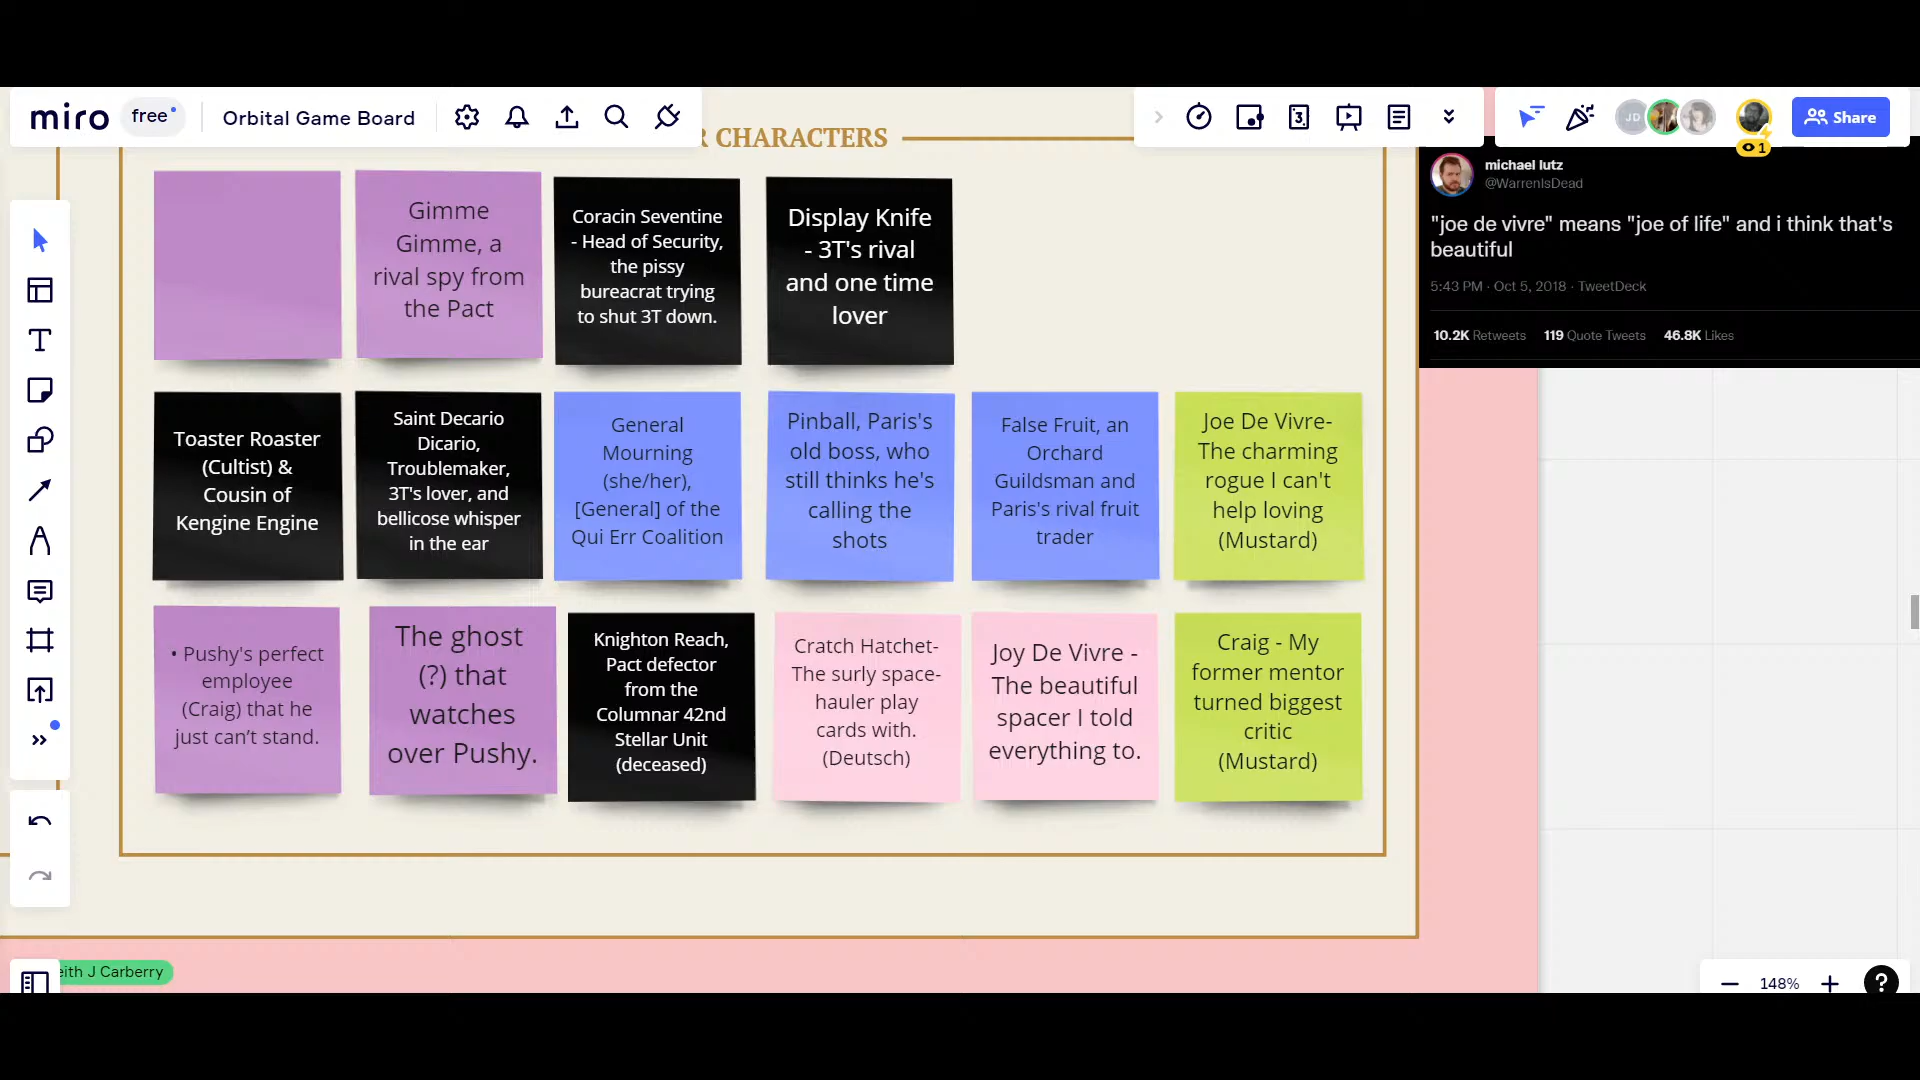 miro
free
Orbital Game Board
R CHARACTERS
3
JD
Share
1
michael lutz
@WarrenIsDead
"joe de vivre" means "joe of life" and i think that's
beautiful
5:43 PM · Oct 5, 2018 · TweetDeck
10.2K Retweets 119 Quote Tweets 46.8K Likes
Gimme
Gimme, a
rival spy from
the Pact
Coracin Seventine
- Head of Security,
the pissy
bureacrat trying
to shut 3T down.
Display Knife
- 3T's rival
and one time
lover
Toaster Roaster
(Cultist) &
Cousin of
Kengine Engine
Saint Decario
Dicario,
Troublemaker,
3T's lover, and
bellicose whisper
in the ear
General
Mourning
(she/her),
[General] of the
Qui Err Coalition
Pinball, Paris's
old boss, who
still thinks he's
calling the
shots
False Fruit, an
Orchard
Guildsman and
Paris's rival fruit
trader
Joe De Vivre-
The charming
rogue I can't
help loving
(Mustard)
• Pushy's perfect
employee
(Craig) that he
just can’t stand.
The ghost
(?) that
watches
over Pushy.
Knighton Reach,
Pact defector
from the
Columnar 42nd
Stellar Unit
(deceased)
Cratch Hatchet-
The surly space-
hauler play
cards with.
(Deutsch)
Joy De Vivre -
The beautiful
spacer I told
everything to.
Craig - My
former mentor
turned biggest
critic
(Mustard)
eith J Carberry
148%
?